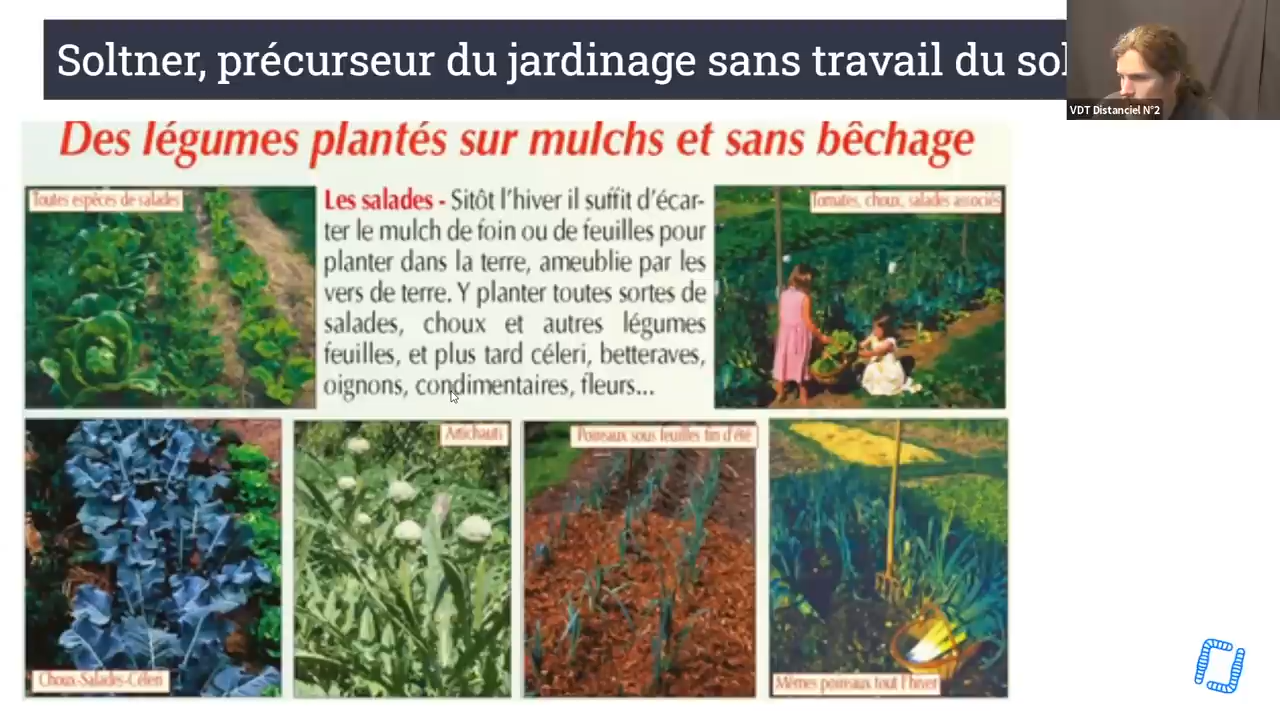 Soltner, précurseur du jardinage sans travail du sol
VDT Distanciel N°2
Des légumes plantés sur mulchs et sans bêchage
Toutes espèces de salades
Les salades - Sitôt l'hiver il suffit d'écar-
ter le mulch de foin ou de feuilles pour
planter dans la terre, ameublie par les
vers de terre. Y planter toutes sortes de
salades, choux et autres légumes
feuilles, et plus tard céleri, betteraves,
oignons, condimentaires, fleurs...
Tomates, choux, salades associés
Choux-Salades-Céleri
Artichauts
Poireaux sous feuilles fin d'été
Mêmes poireaux tout l'hiver